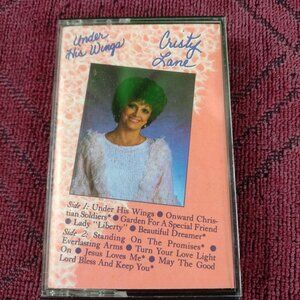 Under
His Wings
Cristy
Lane
Side 1: Under His Wings ● Onward Chris-
tian Soldiers* ● Garden For A Special Friend
● Lady "Liberty" ● Beautiful Dreamer*
Side 2: Standing On The Promises* ●
Everlasting Arms ● Turn Your Love Light
On ● Jesus Loves Me* ● May The Good
Lord Bless And Keep You*